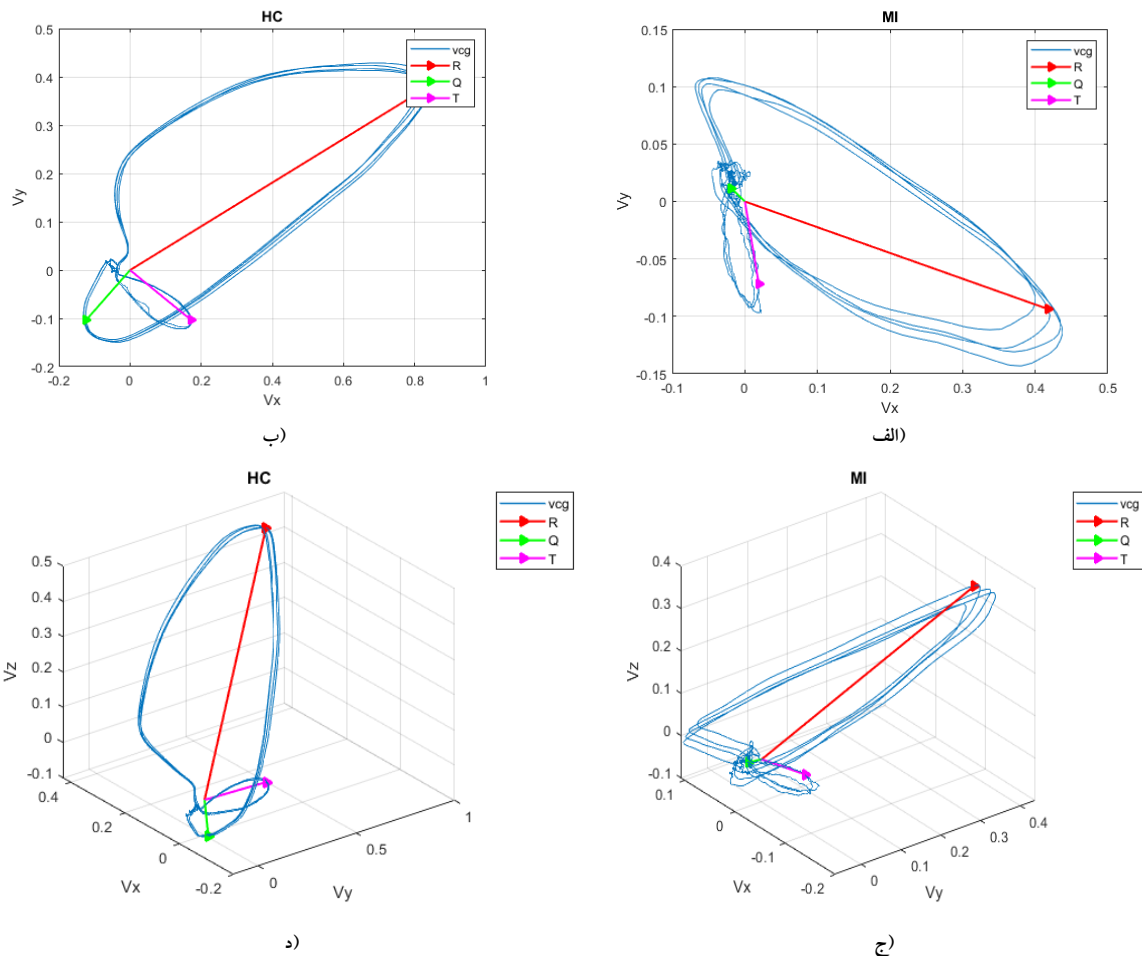 HC
0.5
0.4
0.3
0.2
0.1
0
-0.1
-0.2
Vy
-0.2
0
0.2
0.4
0.6
0.8
1
Vx
vcg
R
Q
T
(ب
MI
0.15
0.1
0.05
0
-0.05
-0.1
-0.15
Vy
-0.1
0
0.1
0.2
0.3
0.4
0.5
Vx
vcg
R
Q
T
(الف
HC
0.5
0.4
0.3
0.2
0.1
0
-0.1
Vz
0.4
0.2
0
-0.2
Vx
0
0.5
1
Vy
vcg
R
Q
T
(د
MI
0.4
0.3
0.2
0.1
0
-0.1
Vz
0.1
0
-0.1
-0.2
Vx
0
0.1
0.2
0.3
0.4
Vy
vcg
R
Q
T
(ج